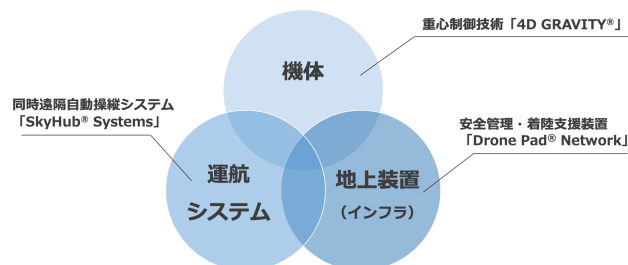 重心制御技術「4D GRAVITY®」
機体
同時遠隔自動操縦システム
「SkyHub® Systems」
安全管理・着陸支援装置
「Drone Pad® Network」
運航
システム
地上装置
（インフラ）